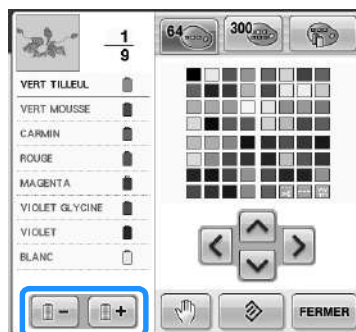 1
9
64
300
VERT TILLEUL
VERT MOUSSE
CARMIN
ROUGE
MAGENTA
VIOLET GLYCINE
VIOLET
BLANC
FERMER